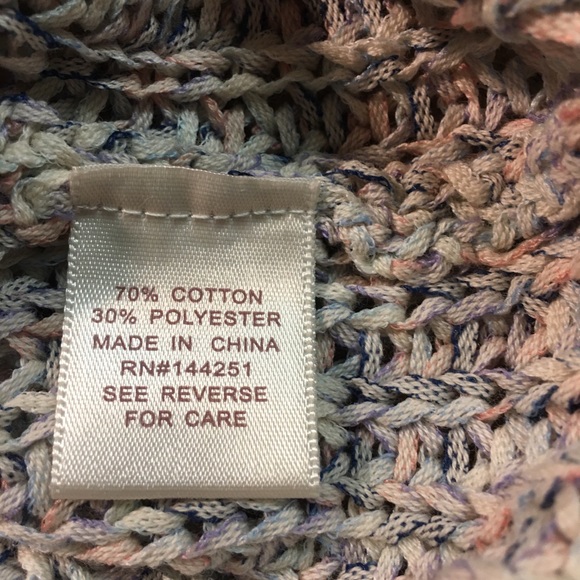 70% COTTON
30% POLYESTER
MADE IN CHINA
RN#144251
SEE REVERSE
FOR CARE